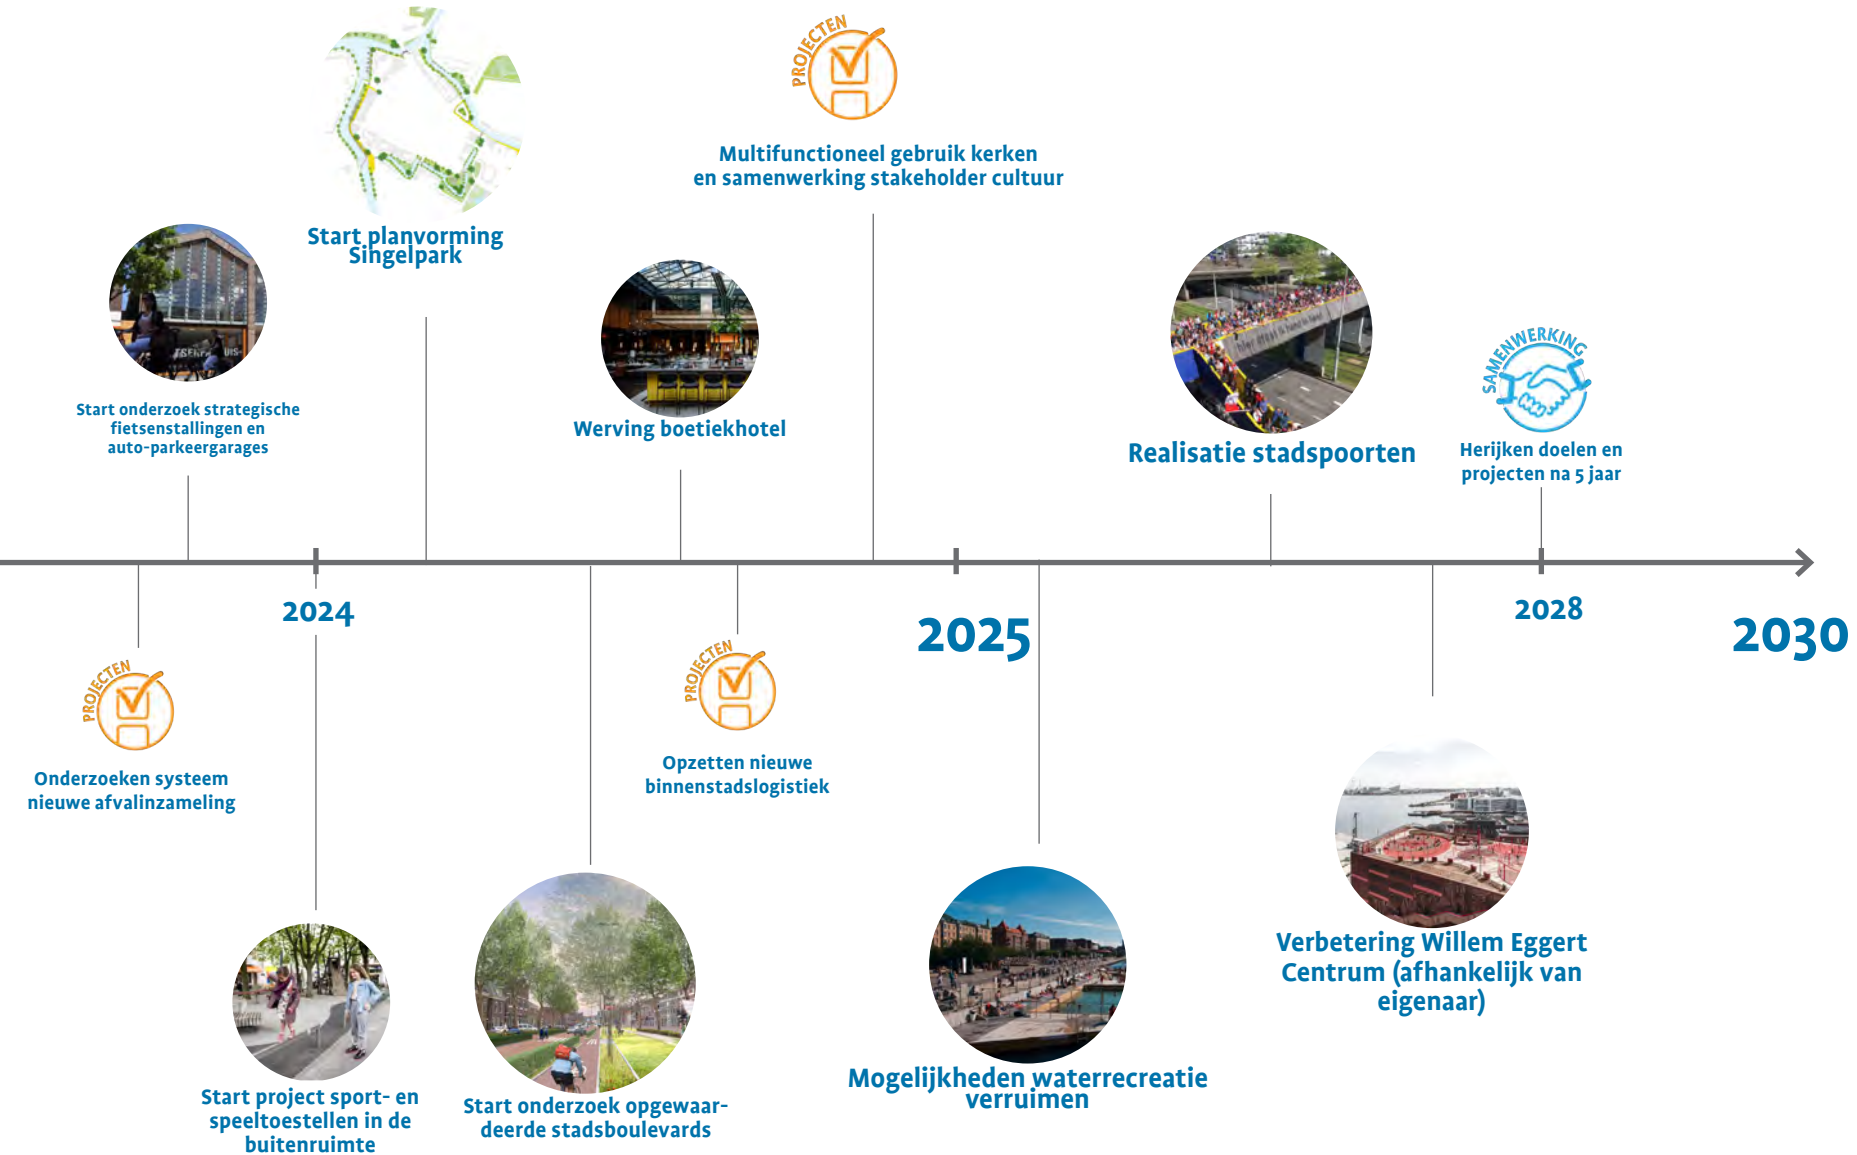 PROJECTEN
Multifunctioneel gebruik kerken
en samenwerking stakeholder cultuur
Start planvorming
Singelpark
Start onderzoek strategische
fietsenstallingen en
auto-parkeergarages
Werving boetiekhotel
Realisatie stadspoorten
SAMENWERKING
Herijken doelen en
projecten na 5 jaar
2024
2025
2028
2030
PROJECTEN
Onderzoeken systeem
nieuwe afvalinzameling
PROJECTEN
Opzetten nieuwe
binnenstadslogistiek
Start project sport- en
speeltoestellen in de
buitenruimte
Start onderzoek opgewaar-
deerde stadsboulevards
Mogelijkheden waterrecreatie
verruimen
Verbetering Willem Eggert
Centrum (afhankelijk van
eigenaar)